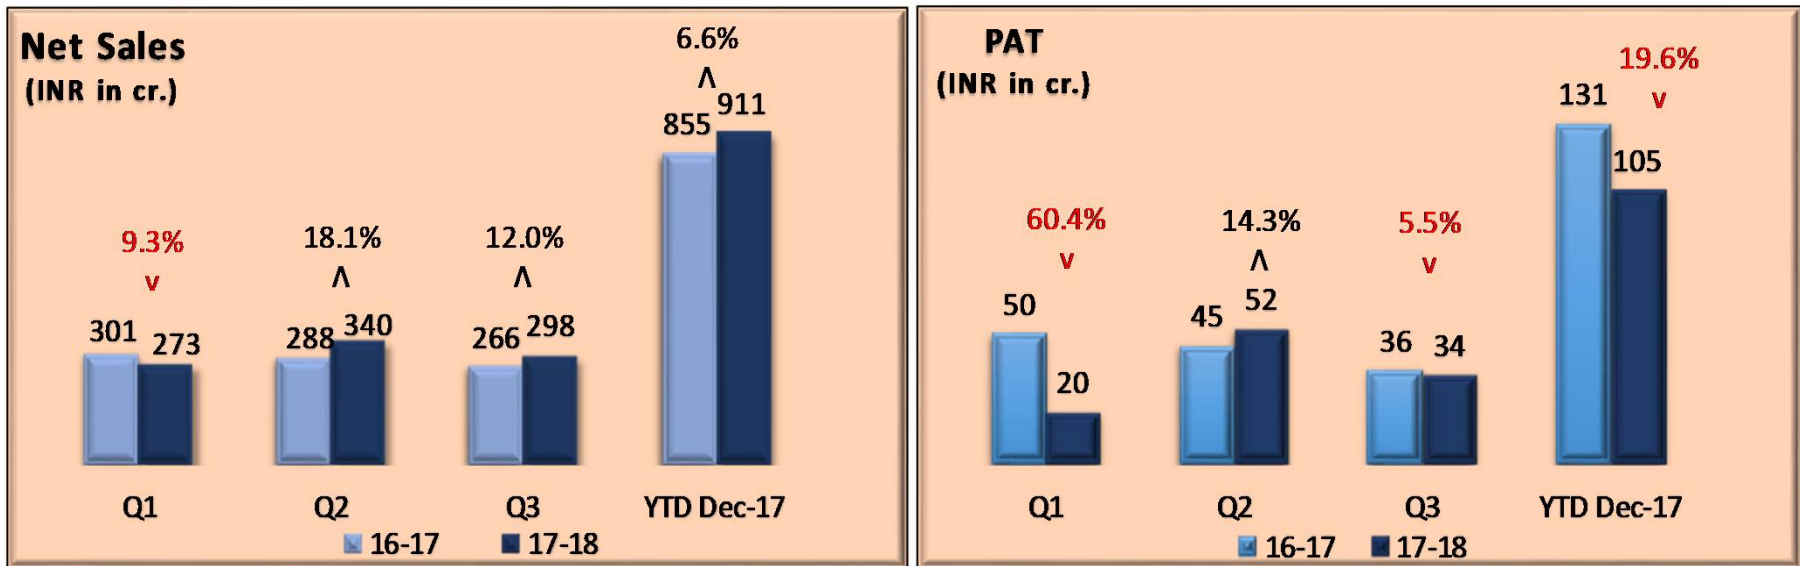 Net Sales
(INR in cr.)
6.6%
Λ
855 911
9.3%
v
18.1%
Λ
12.0%
Λ
301 273
288 340
266 298
Q1 Q2 Q3 YTD Dec-17
16-17 17-18
PAT
(INR in cr.)
19.6%
v
131 105
60.4%
v
14.3%
Λ
5.5%
v
50 20
45 52
36 34
Q1 Q2 Q3 YTD Dec-17
16-17 17-18